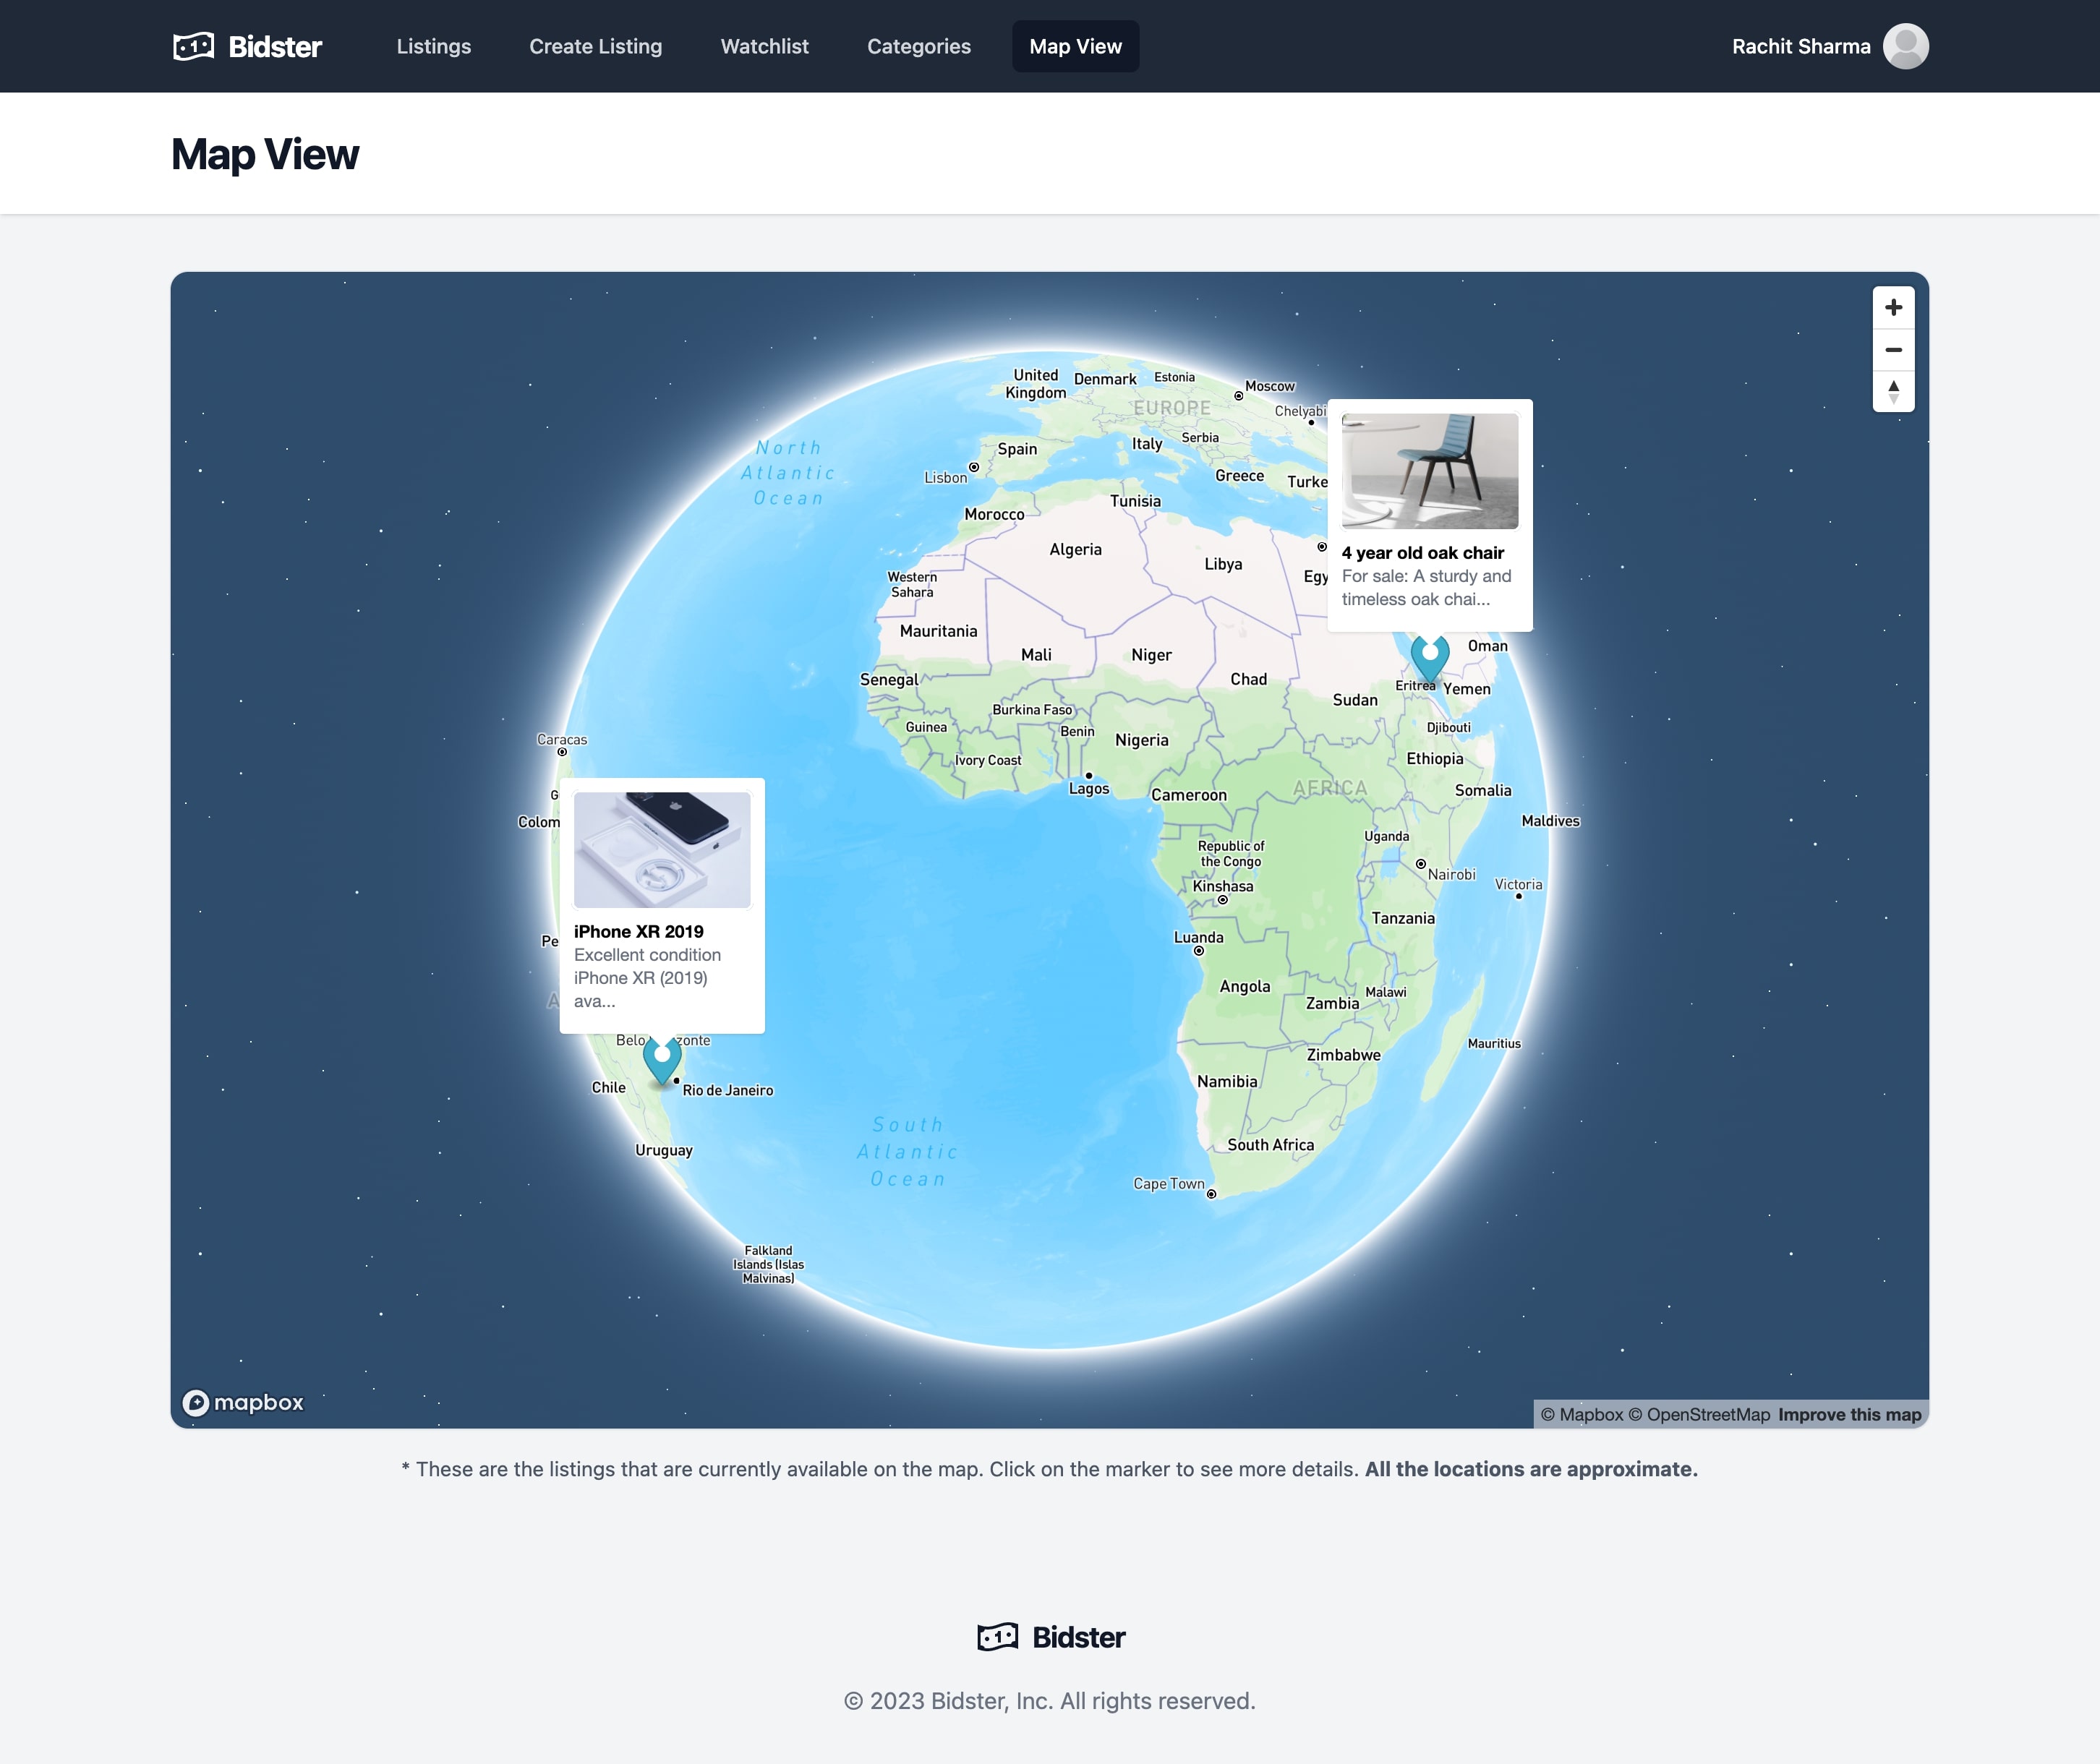 Bidster
Listings
Create Listing
Watchlist
Categories
Map View
Rachit Sharma
Map View
United
Kingdom
Denmark
Estonia
Moscow
EUROPE
Chelyabi
North
Atlantic
Ocean
Spain
Italy
Serbia
Lisbon
Greece
Turke
Tunisia
Morocco
Algeria
Libya
Egy
4 year old oak chair
For sale: A sturdy and
timeless oak chai...
Western
Sahara
Mauritania
Mali
Niger
Oman
Senegal
Chad
Eritrea
Yemen
Sudan
Burkina Faso
Guinea
Benin
Nigeria
Djibouti
Caracas
Ivory Coast
Ethiopia
Lagos
Cameroon
AFRICA
Somalia
G
Colom
Maldives
Uganda
Republic of
the Congo
Nairobi
Kinshasa
Victoria
Tanzania
iPhone XR 2019
Excellent condition
iPhone XR (2019)
ava...
Pe
Luanda
A
Angola
Malawi
Zambia
Belo
zonte
Mauritius
Zimbabwe
Chile
Rio de Janeiro
Namibia
South
Atlantic
Ocean
Uruguay
South Africa
Cape Town
Falkland
Islands (Islas
Malvinas)
mapbox
© Mapbox © OpenStreetMap Improve this map
* These are the listings that are currently available on the map. Click on the marker to see more details. All the locations are approximate.
Bidster
© 2023 Bidster, Inc. All rights reserved.